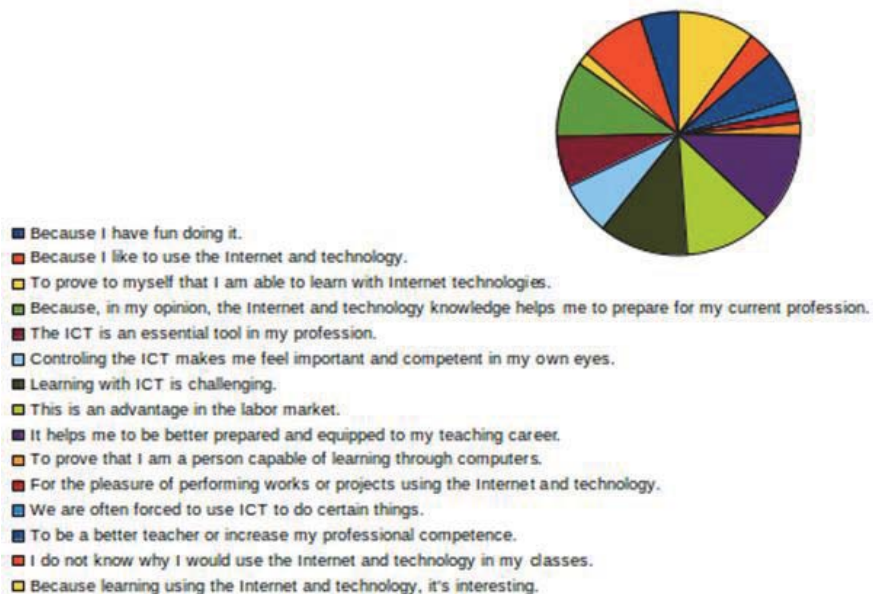 Because I have fun doing it.
Because I like to use the Internet and technology.
To prove to myself that I am able to learn with Internet technologies.
Because, in my opinion, the Internet and technology knowledge helps me to prepare for my current profession.
The ICT is an essential tool in my profession.
Controling the ICT makes me feel important and competent in my own eyes.
Learning with ICT is challenging.
This is an advantage in the labor market.
It helps me to be better prepared and equipped to my teaching career.
To prove that I am a person capable of learning through computers.
For the pleasure of performing works or projects using the Internet and technology.
We are often forced to use ICT to do certain things.
To be a better teacher or increase my professional competence.
I do not know why I would use the Internet and technology in my classes.
Because learning using the Internet and technology, it's interesting.